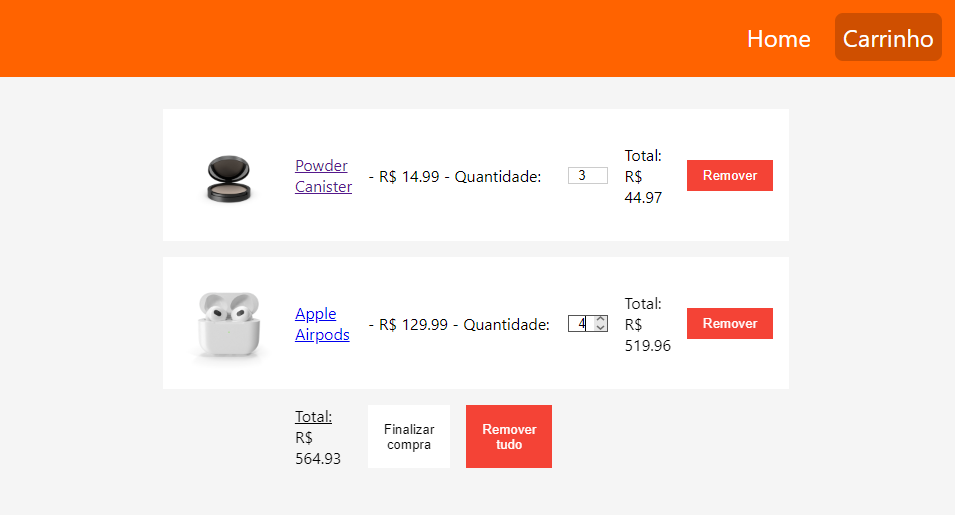 Home Carrinho
Powder
Canister
- R$ 14.99 - Quantidade:
3
Total:
R$
44.97
Remover
Apple
Airpods
- R$ 129.99 - Quantidade:
4
Total:
R$
519.96
Remover
Total:
R$
564.93
Finalizar
compra
Remover
tudo